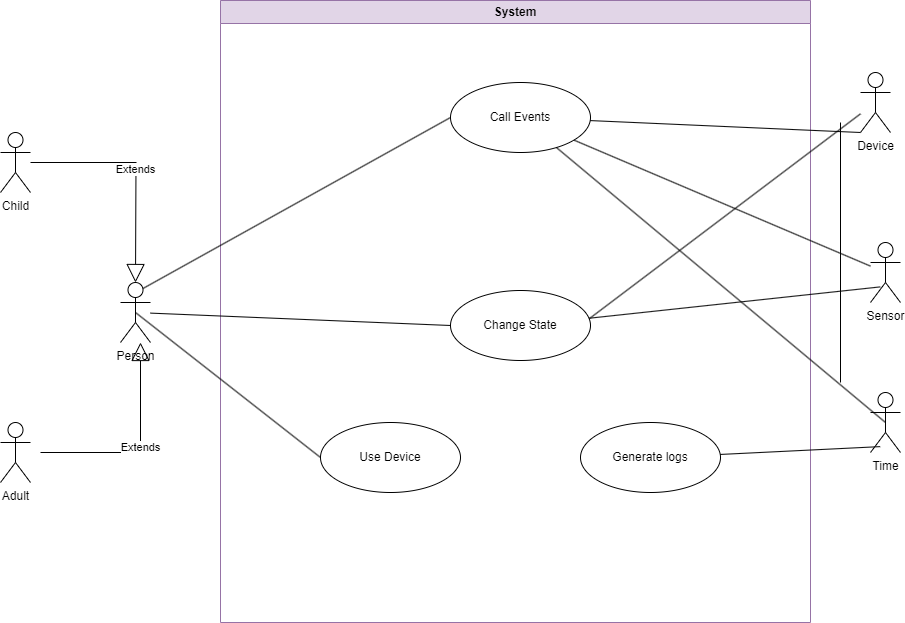 System
Call Events
Device
Extends
Child
Sensor
Change State
Person
Extends
Use Device
Generate logs
Time
Adult